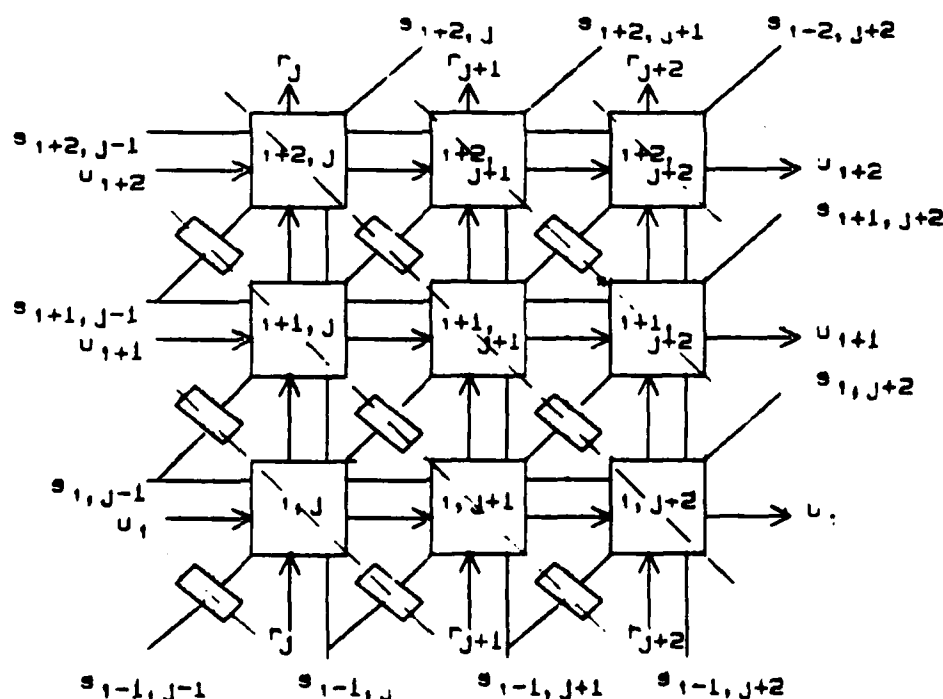 s i+2, j s i+2, j+1 s i-2, j+2
r j r j+1 r j+2
s i+2, j-1 i+2, j i+2, j+1 i+2, j+2
u i+2 u i+2
s i+1, j+2
s i+1, j-1 i+1, j i+1, j+1 i+1, j+2
u i+1 u i+1
s i, j+2
s i, j-1 i, j i, j+1 i, j+2
u i u i
r j r j+1 r j+2
s i-1, j-1 s i-1, j s i-1, j+1 s i-1, j+2